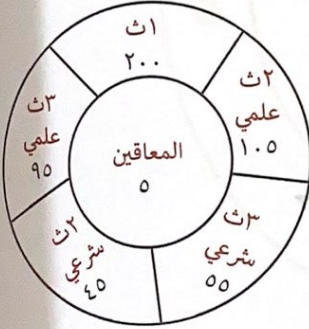 ١ث
٢٠٠
٢ث
علمي
١٠٥
٣ث
شرعي
٥٥
٢ث
شرعي
٤٥
٣ث
علمي
٩٥
المعاقين
٥